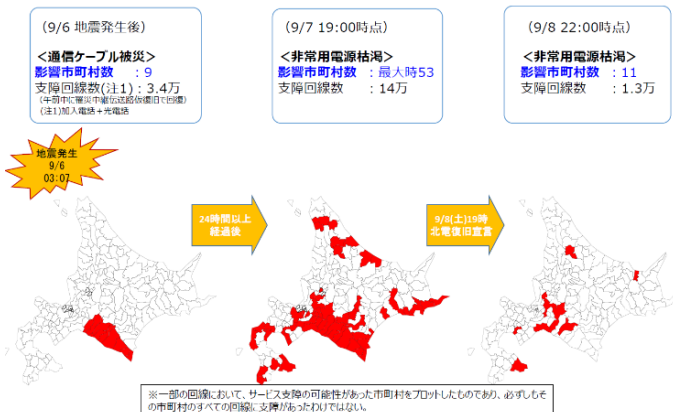 (9/6 地震発生後)
＜通信ケーブル被災＞
影響市町村数 : 9
支障回線数(注1) : 3.4万
(午前中に罹災中継伝送路仮復旧で回復)
(注1)加入電話+光電話
(9/7 19:00時点)
＜非常用電源枯渇＞
影響市町村数 : 最大時53
支障回線数 : 14万
(9/8 22:00時点)
＜非常用電源枯渇＞
影響市町村数 : 11
支障回線数 : 1.3万
地震発生
9/6
03:07
24時間以上
経過後
9/8(土)19時
北電復旧宣言
※一部の回線において、サービス支障の可能性があった市町村をプロットしたものであり、必ずしもそ
の市町村のすべての回線に支障があったわけではない。